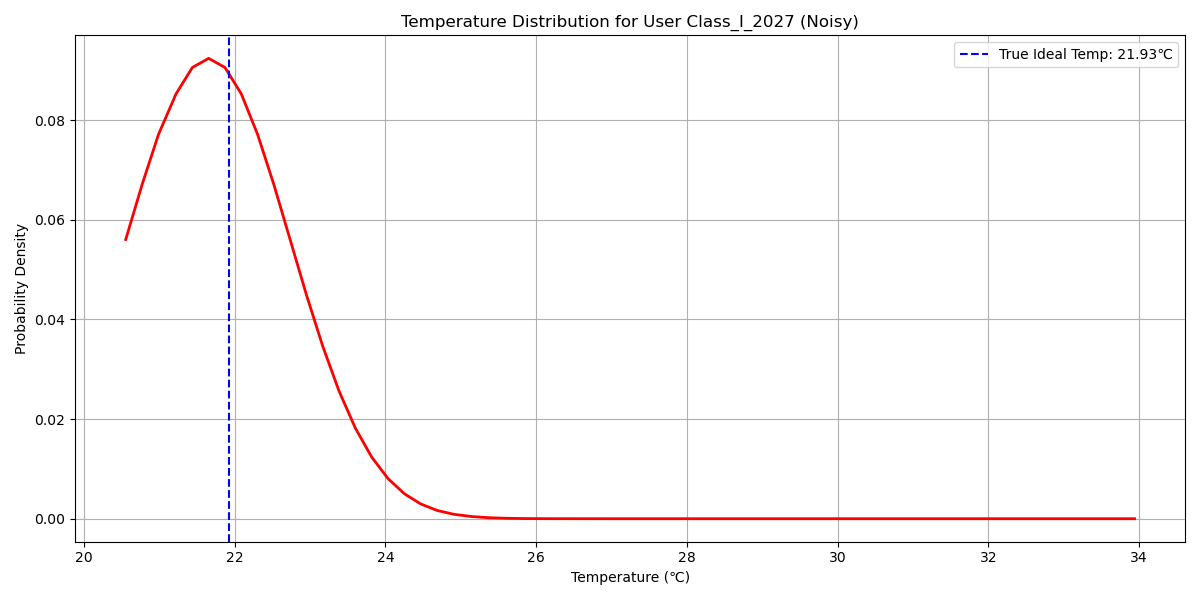 Temperature Distribution for User Class_I_2027 (Noisy)
True Ideal Temp: 21.93℃
Probability Density
0.08
0.06
0.04
0.02
0.00
20 22 24 26 28 30 32 34
Temperature (℃)